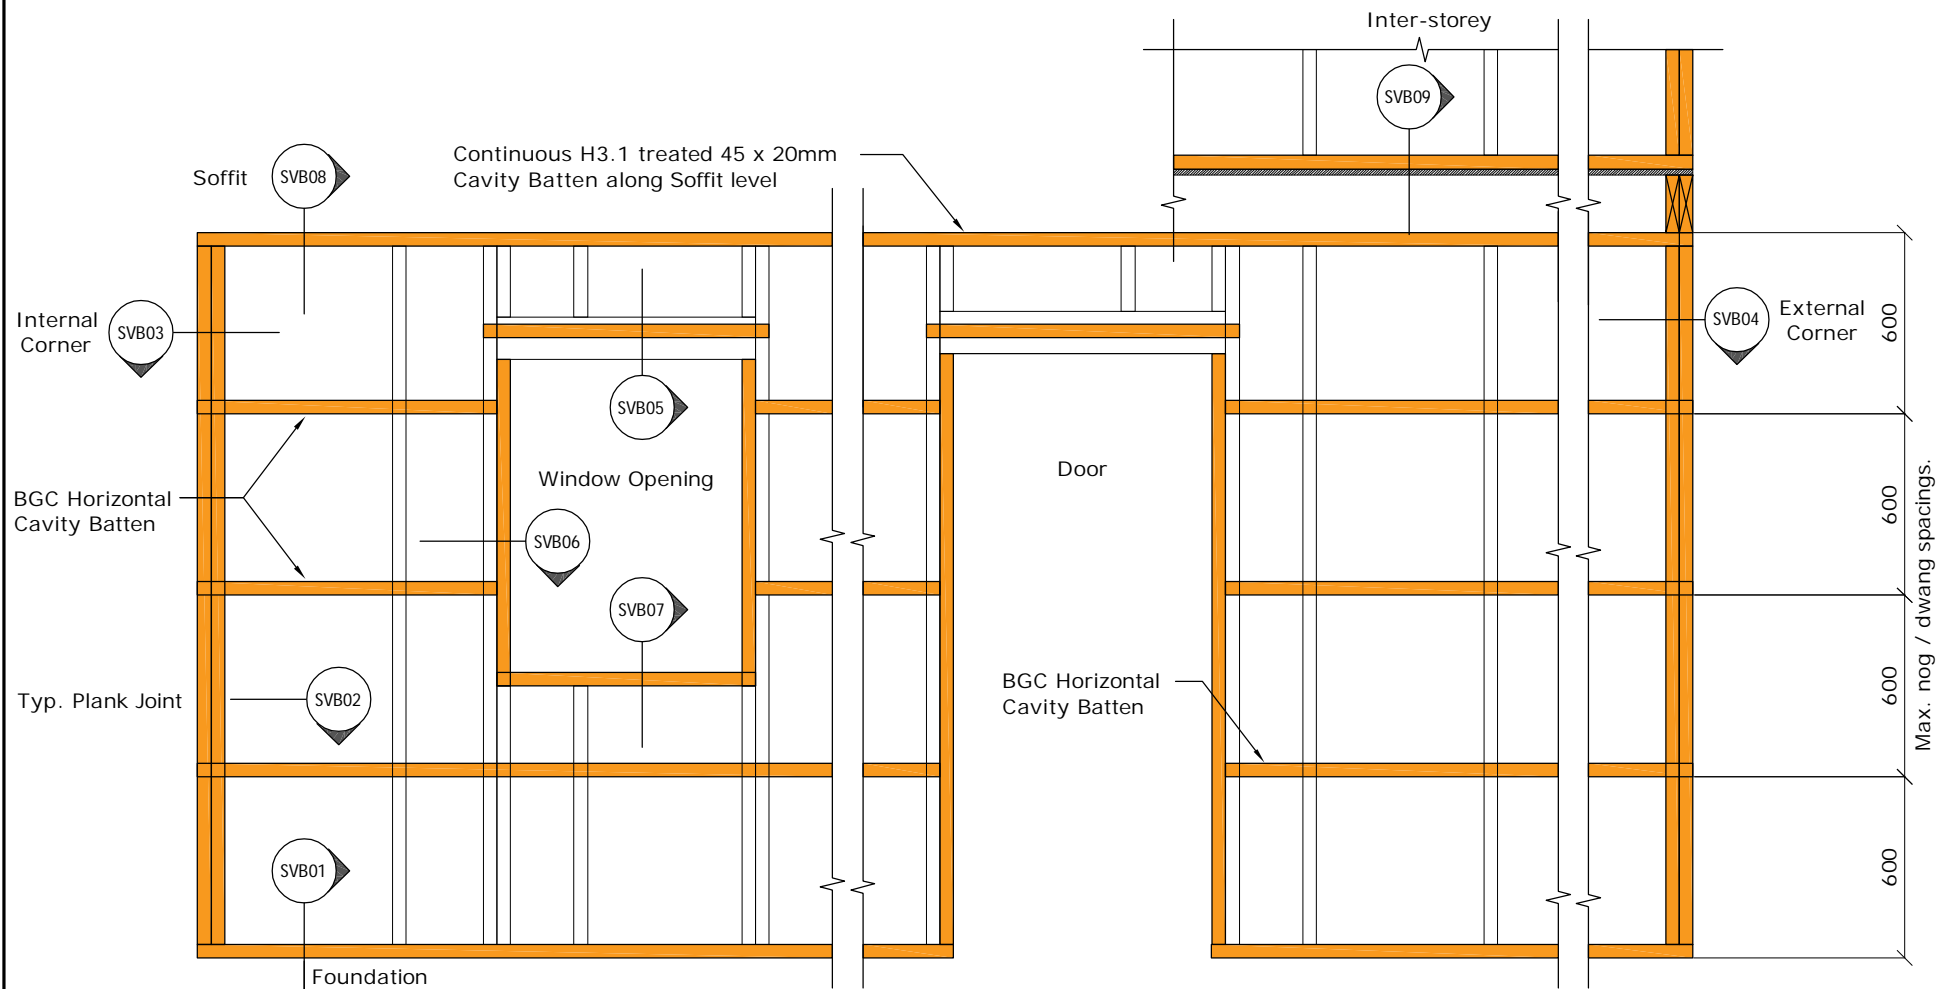 Inter-storey
SVB09
Continuous H3.1 treated 45 x 20mm
Cavity Batten along Soffit level
Soffit
SVB08
Internal
Corner
SVB03
SVB04
External
Corner
600
SVB05
Window Opening
Door
BGC Horizontal
Cavity Batten
600
SVB06
SVB07
Typ. Plank Joint
SVB02
BGC Horizontal
Cavity Batten
600
Max. nog / dwang spacings.
SVB01
600
Foundation